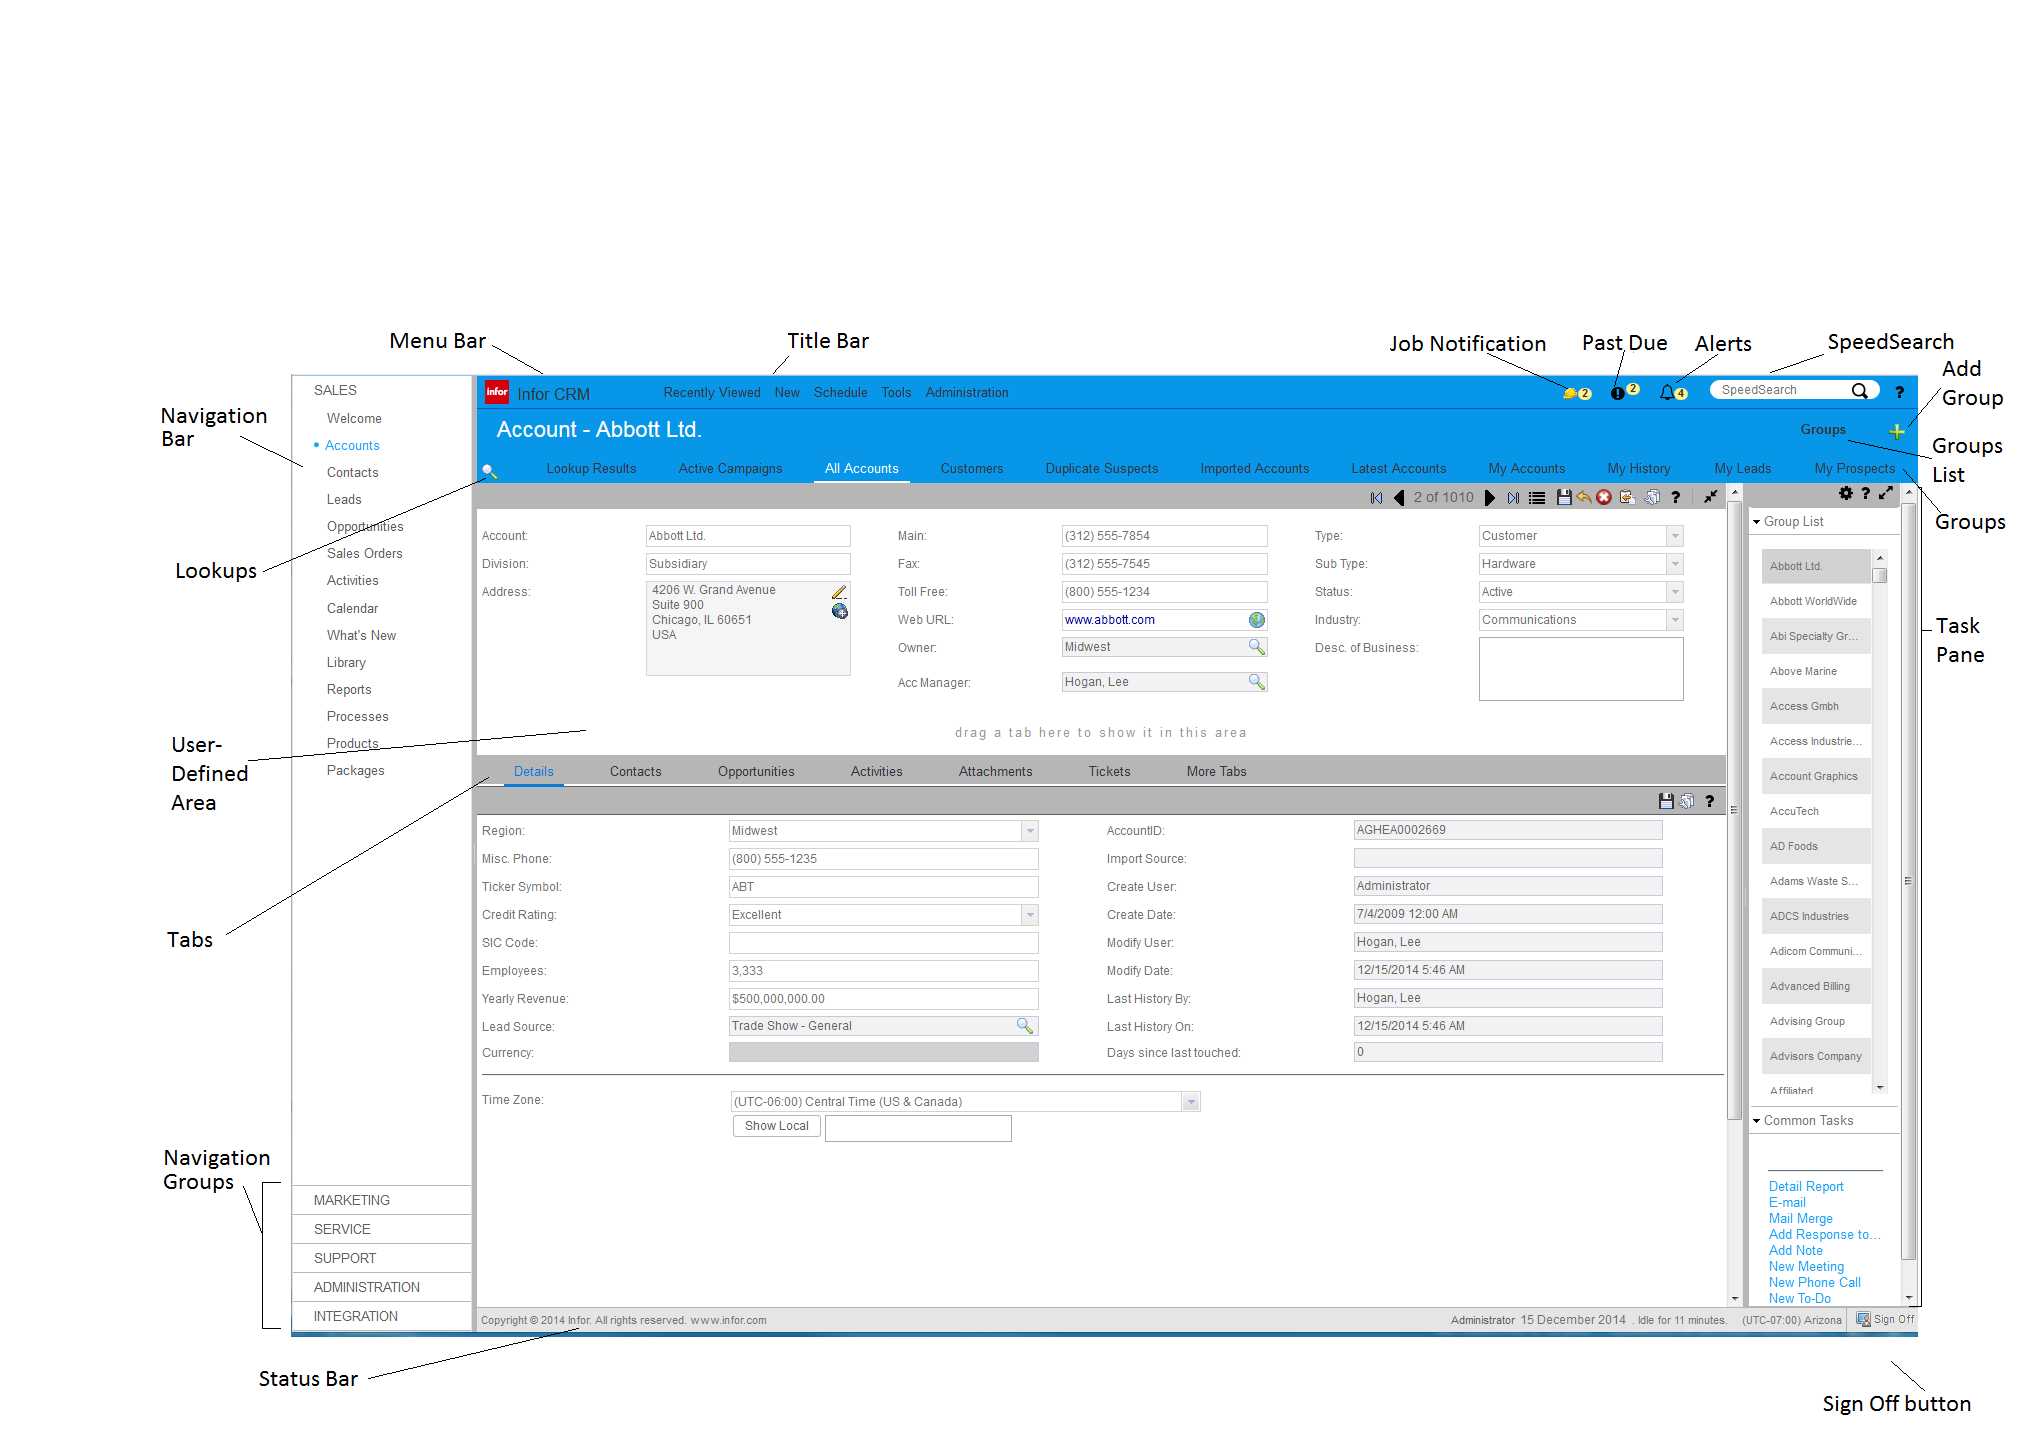 Menu Bar
Title Bar
Job Notification
Past Due
Alerts
SpeedSearch
Add
Group
Groups
List
Groups
Task
Pane
Navigation
Bar
Lookups
User-
Defined
Area
Tabs
Navigation
Groups
Status Bar
Sign Off button
SALES
Welcome
• Accounts
Contacts
Leads
Opportunities
Sales Orders
Activities
Calendar
What's New
Library
Reports
Processes
Products
Packages
MARKETING
SERVICE
SUPPORT
ADMINISTRATION
INTEGRATION
infor Infor CRM Recently Viewed New Schedule Tools Administration 2 2 4 SpeedSearch ?
Account - Abbott Ltd. Groups
Lookup Results Active Campaigns All Accounts Customers Duplicate Suspects Imported Accounts Latest Accounts My Accounts My History My Leads My Prospects
2 of 1010 ? ?
Account: Abbott Ltd. Main: (312) 555-7854 Type: Customer
Division: Subsidiary Fax: (312) 555-7545 Sub Type: Hardware
Address: 4206 W. Grand Avenue Toll Free: (800) 555-1234 Status: Active
Suite 900
Chicago, IL 60651 Web URL: www.abbott.com Industry: Communications
USA
Owner: Midwest Desc. of Business:
Acc Manager: Hogan, Lee
drag a tab here to show it in this area
Details Contacts Opportunities Activities Attachments Tickets More Tabs
?
Region: Midwest AccountID: AGHEA0002669
Misc. Phone: (800) 555-1235 Import Source:
Ticker Symbol: ABT Create User: Administrator
Credit Rating: Excellent Create Date: 7/4/2009 12:00 AM
SIC Code: Modify User: Hogan, Lee
Employees: 3,333 Modify Date: 12/15/2014 5:46 AM
Yearly Revenue: $500,000,000.00 Last History By: Hogan, Lee
Lead Source: Trade Show - General Last History On: 12/15/2014 5:46 AM
Currency: Days since last touched: 0
Time Zone: (UTC-06:00) Central Time (US & Canada)
Show Local
Group List
Abbott Ltd.
Abbott WorldWide
Abi Specialty Gr...
Above Marine
Access Gmbh
Access Industrie...
Account Graphics
AccuTech
AD Foods
Adams Waste S...
ADCS Industries
Adicom Communi...
Advanced Billing
Advising Group
Advisors Company
Affiliated
Common Tasks
Detail Report
E-mail
Mail Merge
Add Response to...
Add Note
New Meeting
New Phone Call
New To-Do
Copyright © 2014 Infor. All rights reserved. www.infor.com Administrator 15 December 2014 . Idle for 11 minutes. (UTC-07:00) Arizona Sign Off